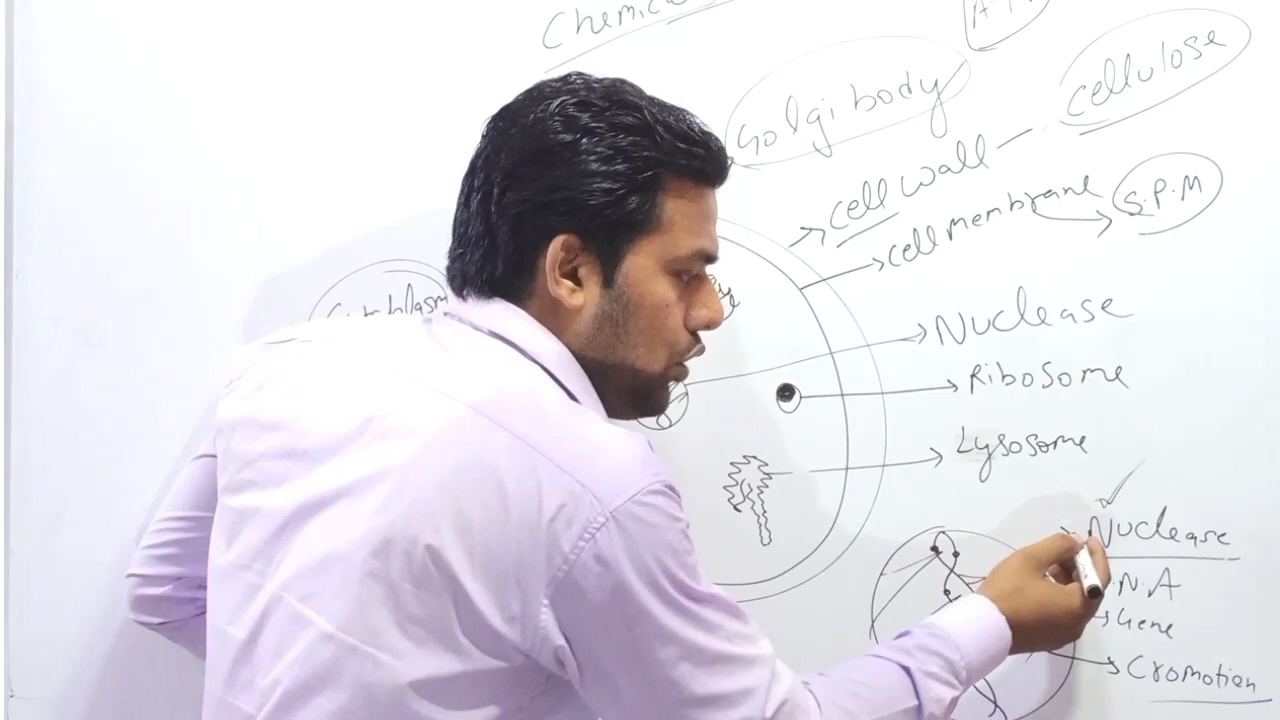 Golgi body
cellulose
cell wall
cell membrane
S.P.M
Nuclease
Ribosome
Lysosome
Nuclease
N.A
Gene
Cromotien